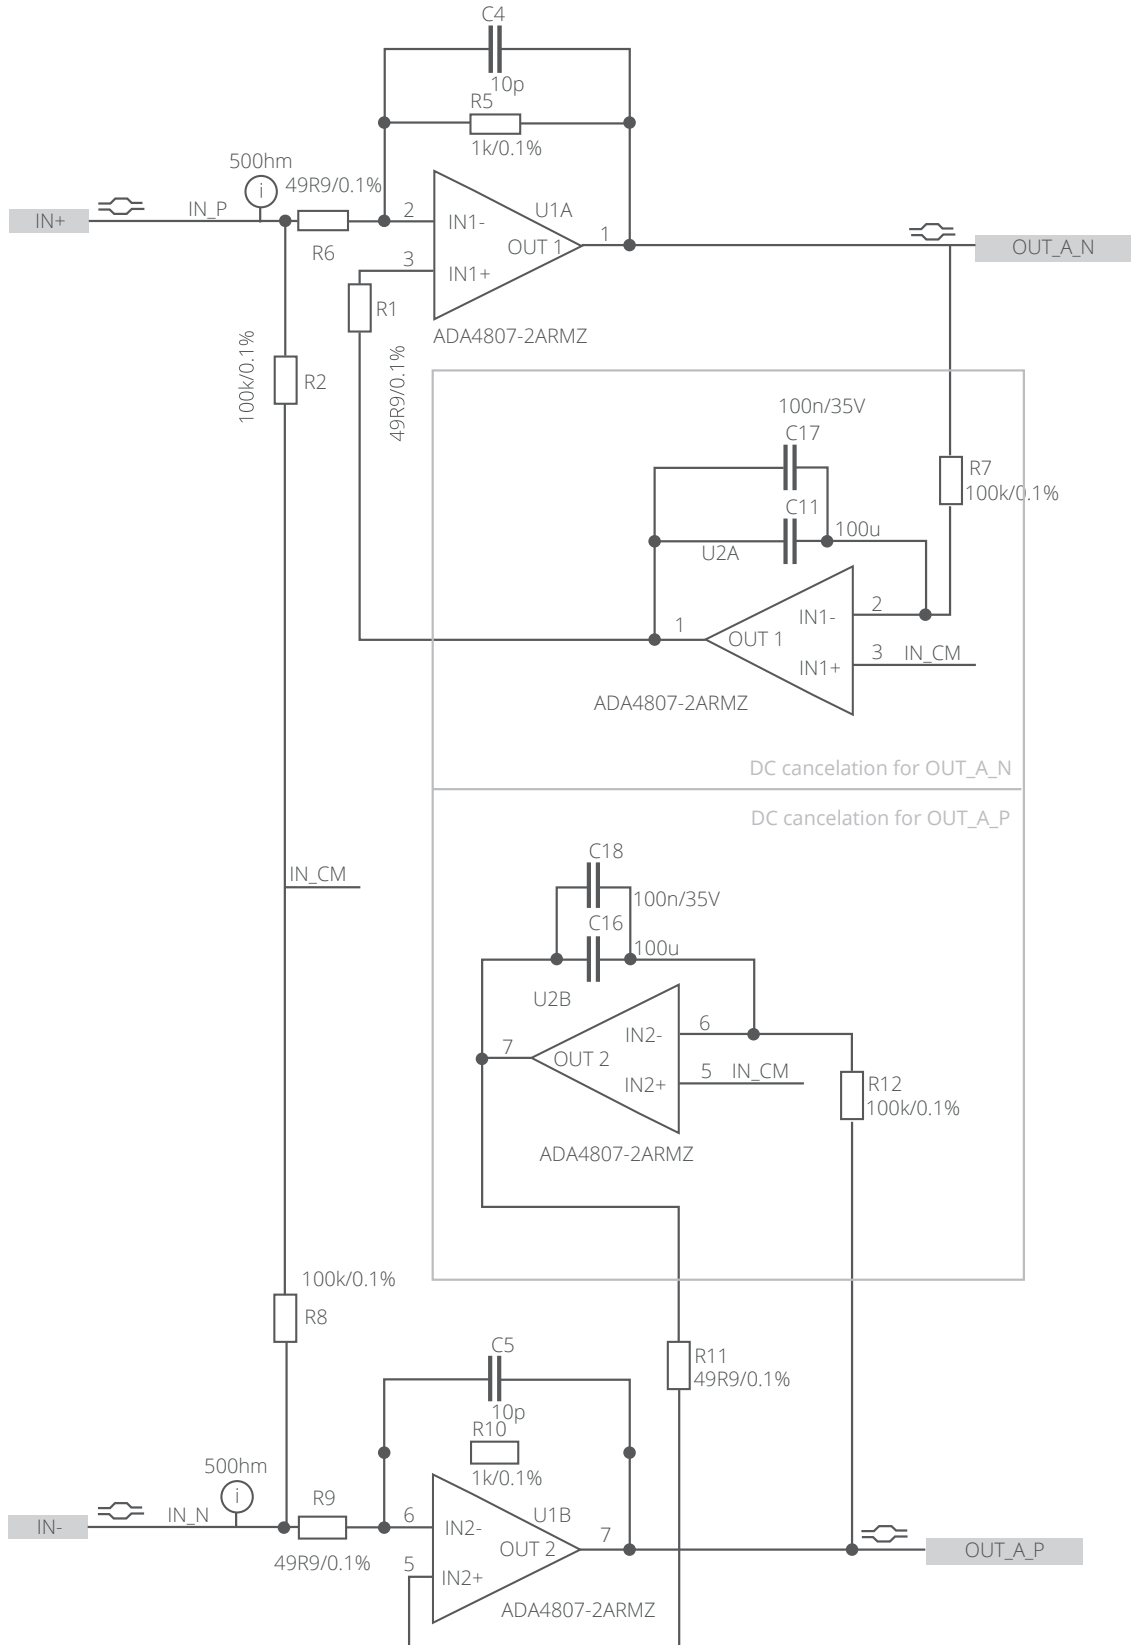 C4
10p
R5
1k/0.1%
500hm
i
49R9/0.1%
IN+
IN_P
R6
2
IN1-
U1A
OUT 1
1
3
IN1+
OUT_A_N
R1
ADA4807-2ARMZ
100k/0.1%
R2
49R9/0.1%
100n/35V
C17
R7
100k/0.1%
C11
100u
U2A
2
IN1-
1
OUT 1
3
IN_CM
IN1+
ADA4807-2ARMZ
DC cancelation for OUT_A_N
DC cancelation for OUT_A_P
C18
IN_CM
100n/35V
C16
100u
U2B
6
IN2-
7
OUT 2
5
IN_CM
IN2+
R12
100k/0.1%
ADA4807-2ARMZ
100k/0.1%
R8
C5
R11
49R9/0.1%
10p
R10
1k/0.1%
500hm
i
R9
IN-
IN_N
6
IN2-
U1B
7
OUT 2
OUT_A_P
49R9/0.1%
5
IN2+
ADA4807-2ARMZ